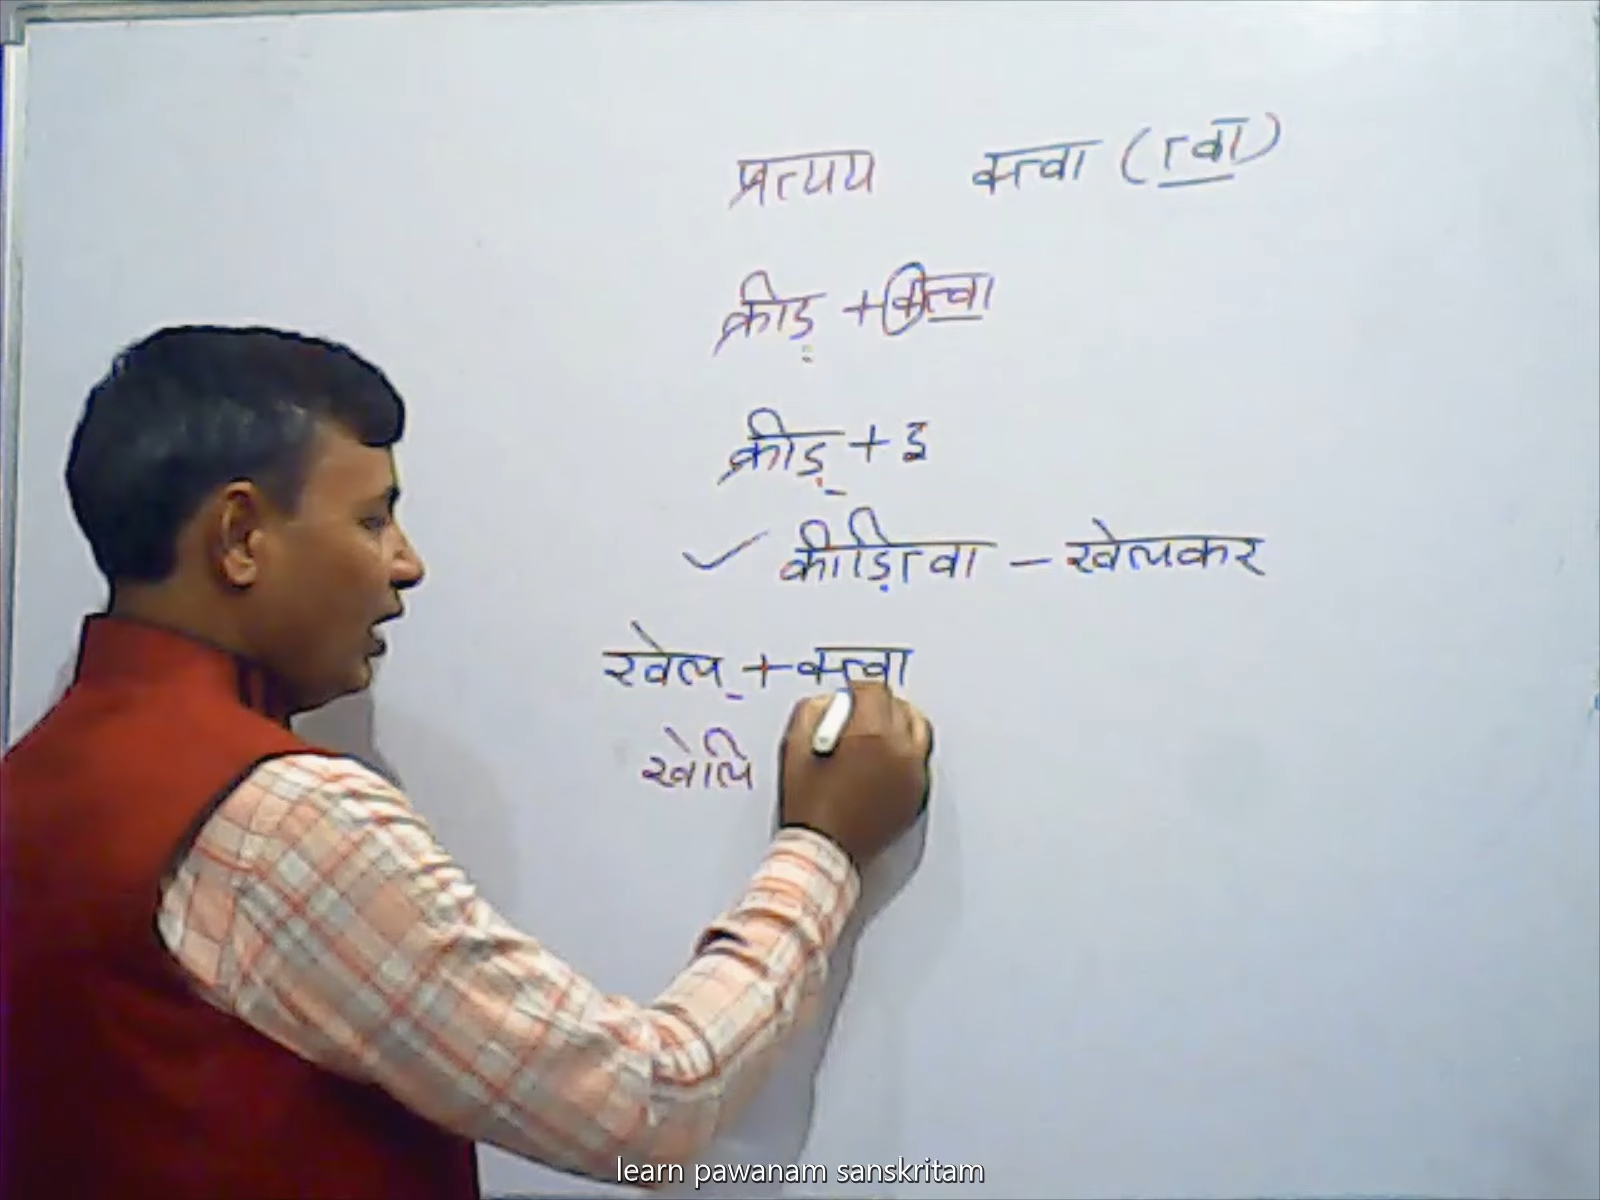 प्रत्यय क्त्वा (त्वा)
क्रीड् + क्त्वा
क्रीड् + इ
✓ क्रीड़ित्वा – खेलकर
खेल् + क्त्वा
खेलि
learn pawanam sanskritam